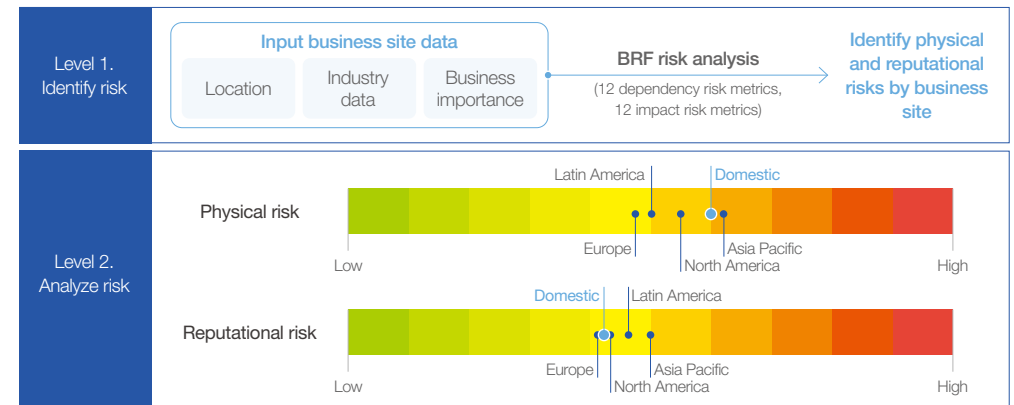 Level 1.
Identify risk
Input business site data
Location
Industry
data
Business
importance
BRF risk analysis
(12 dependency risk metrics,
12 impact risk metrics)
Identify physical
and reputational
risks by business
site
Level 2.
Analyze risk
Physical risk
Latin America
Domestic
Europe
Asia Pacific
North America
Low
High
Reputational risk
Domestic
Latin America
Europe
Asia Pacific
North America
Low
High